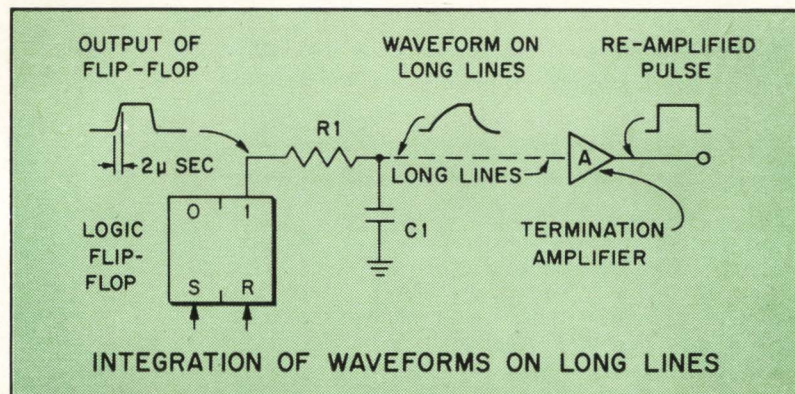 OUTPUT OF
FLIP-FLOP
WAVEFORM ON
LONG LINES
RE-AMPLIFIED
PULSE
2μ SEC
R1
LONG LINES
A
0 1
LOGIC
FLIP-
FLOP
S R
C1
TERMINATION
AMPLIFIER
INTEGRATION OF WAVEFORMS ON LONG LINES